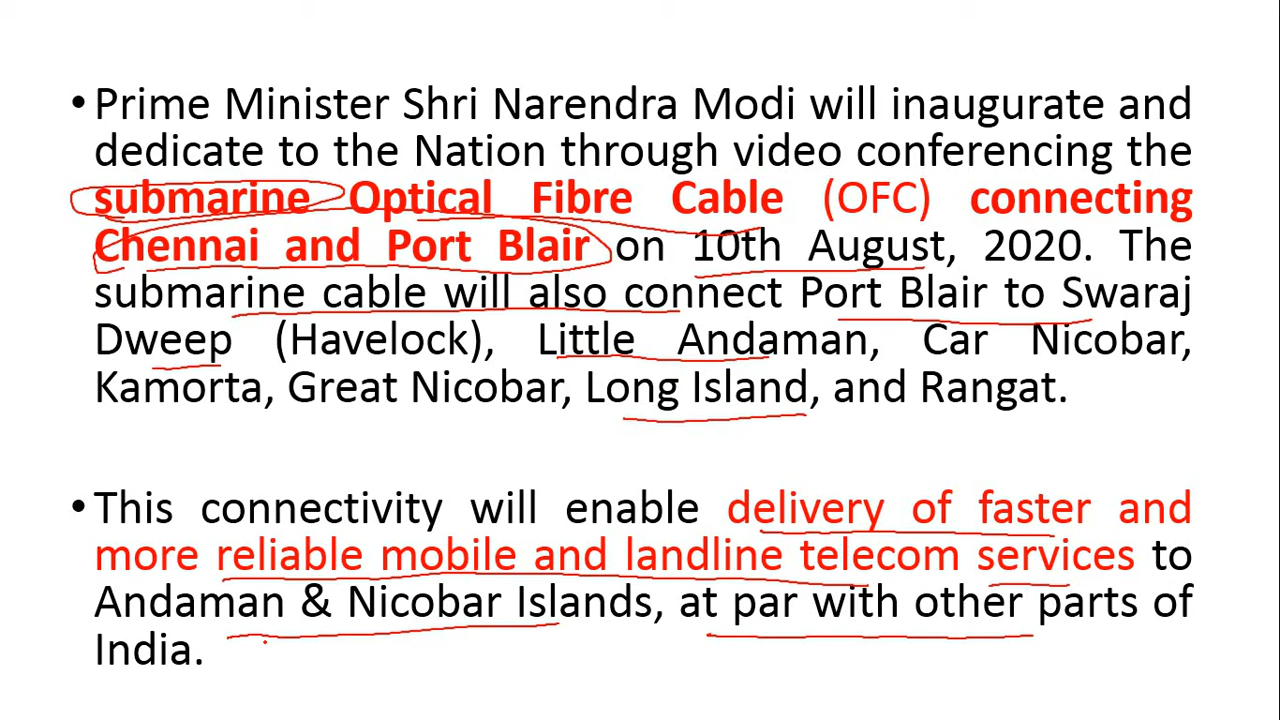 • Prime Minister Shri Narendra Modi will inaugurate and
dedicate to the Nation through video conferencing the
submarine Optical Fibre Cable (OFC) connecting
Chennai and Port Blair on 10th August, 2020. The
submarine cable will also connect Port Blair to Swaraj
Dweep (Havelock), Little Andaman, Car Nicobar,
Kamorta, Great Nicobar, Long Island, and Rangat.
• This connectivity will enable delivery of faster and
more reliable mobile and landline telecom services to
Andaman & Nicobar Islands, at par with other parts of
India.